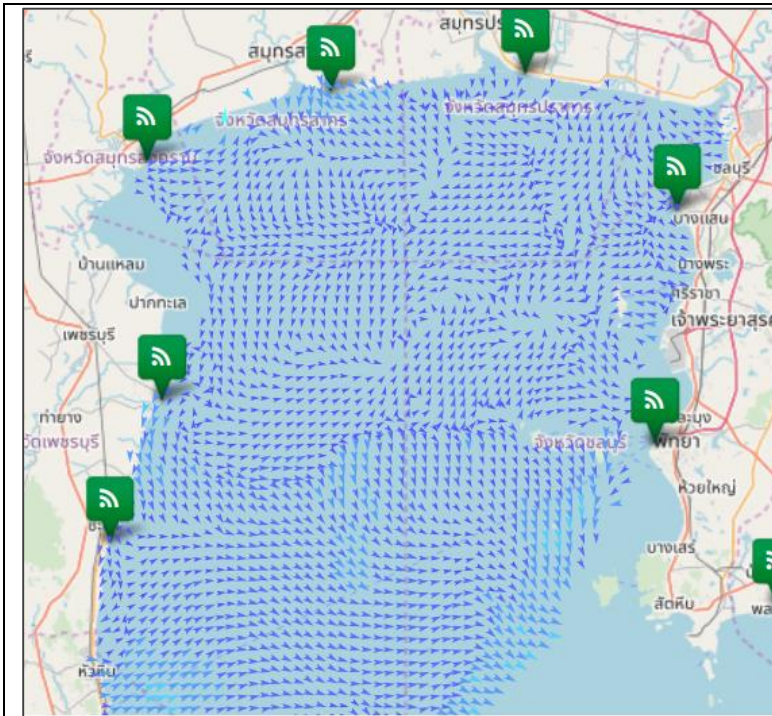 สมุทรปร
สมุทรส
จังหวัดสมุทรปราการ
จังหวัดสมุทรสาคร
จังหวัดสมุทรสงคราม
ชลบุรี
บางแสน
บ้านแหลม
บางพระ
ศรีราชา
ปากทะเล
เจ้าพระยาสุรศ
เพชรบุรี
ท่ายาง
ละมุง
วัดเพชรบุรี
จังหวัดชลบุรี
พัทยา
ห้วยใหญ่
บางเสร่
สัตหีบ
พล
หัวหิน